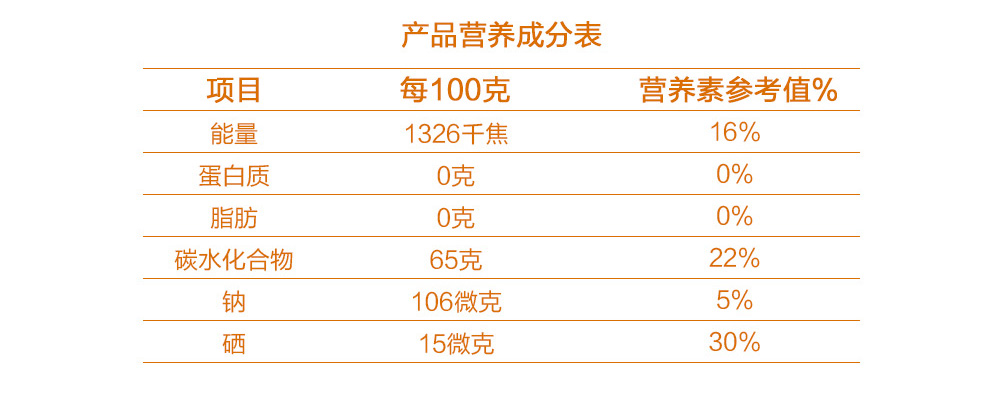 产品营养成分表
项目 每100克 营养素参考值%
能量 1326千焦 16%
蛋白质 0克 0%
脂肪 0克 0%
碳水化合物 65克 22%
钠 106微克 5%
硒 15微克 30%